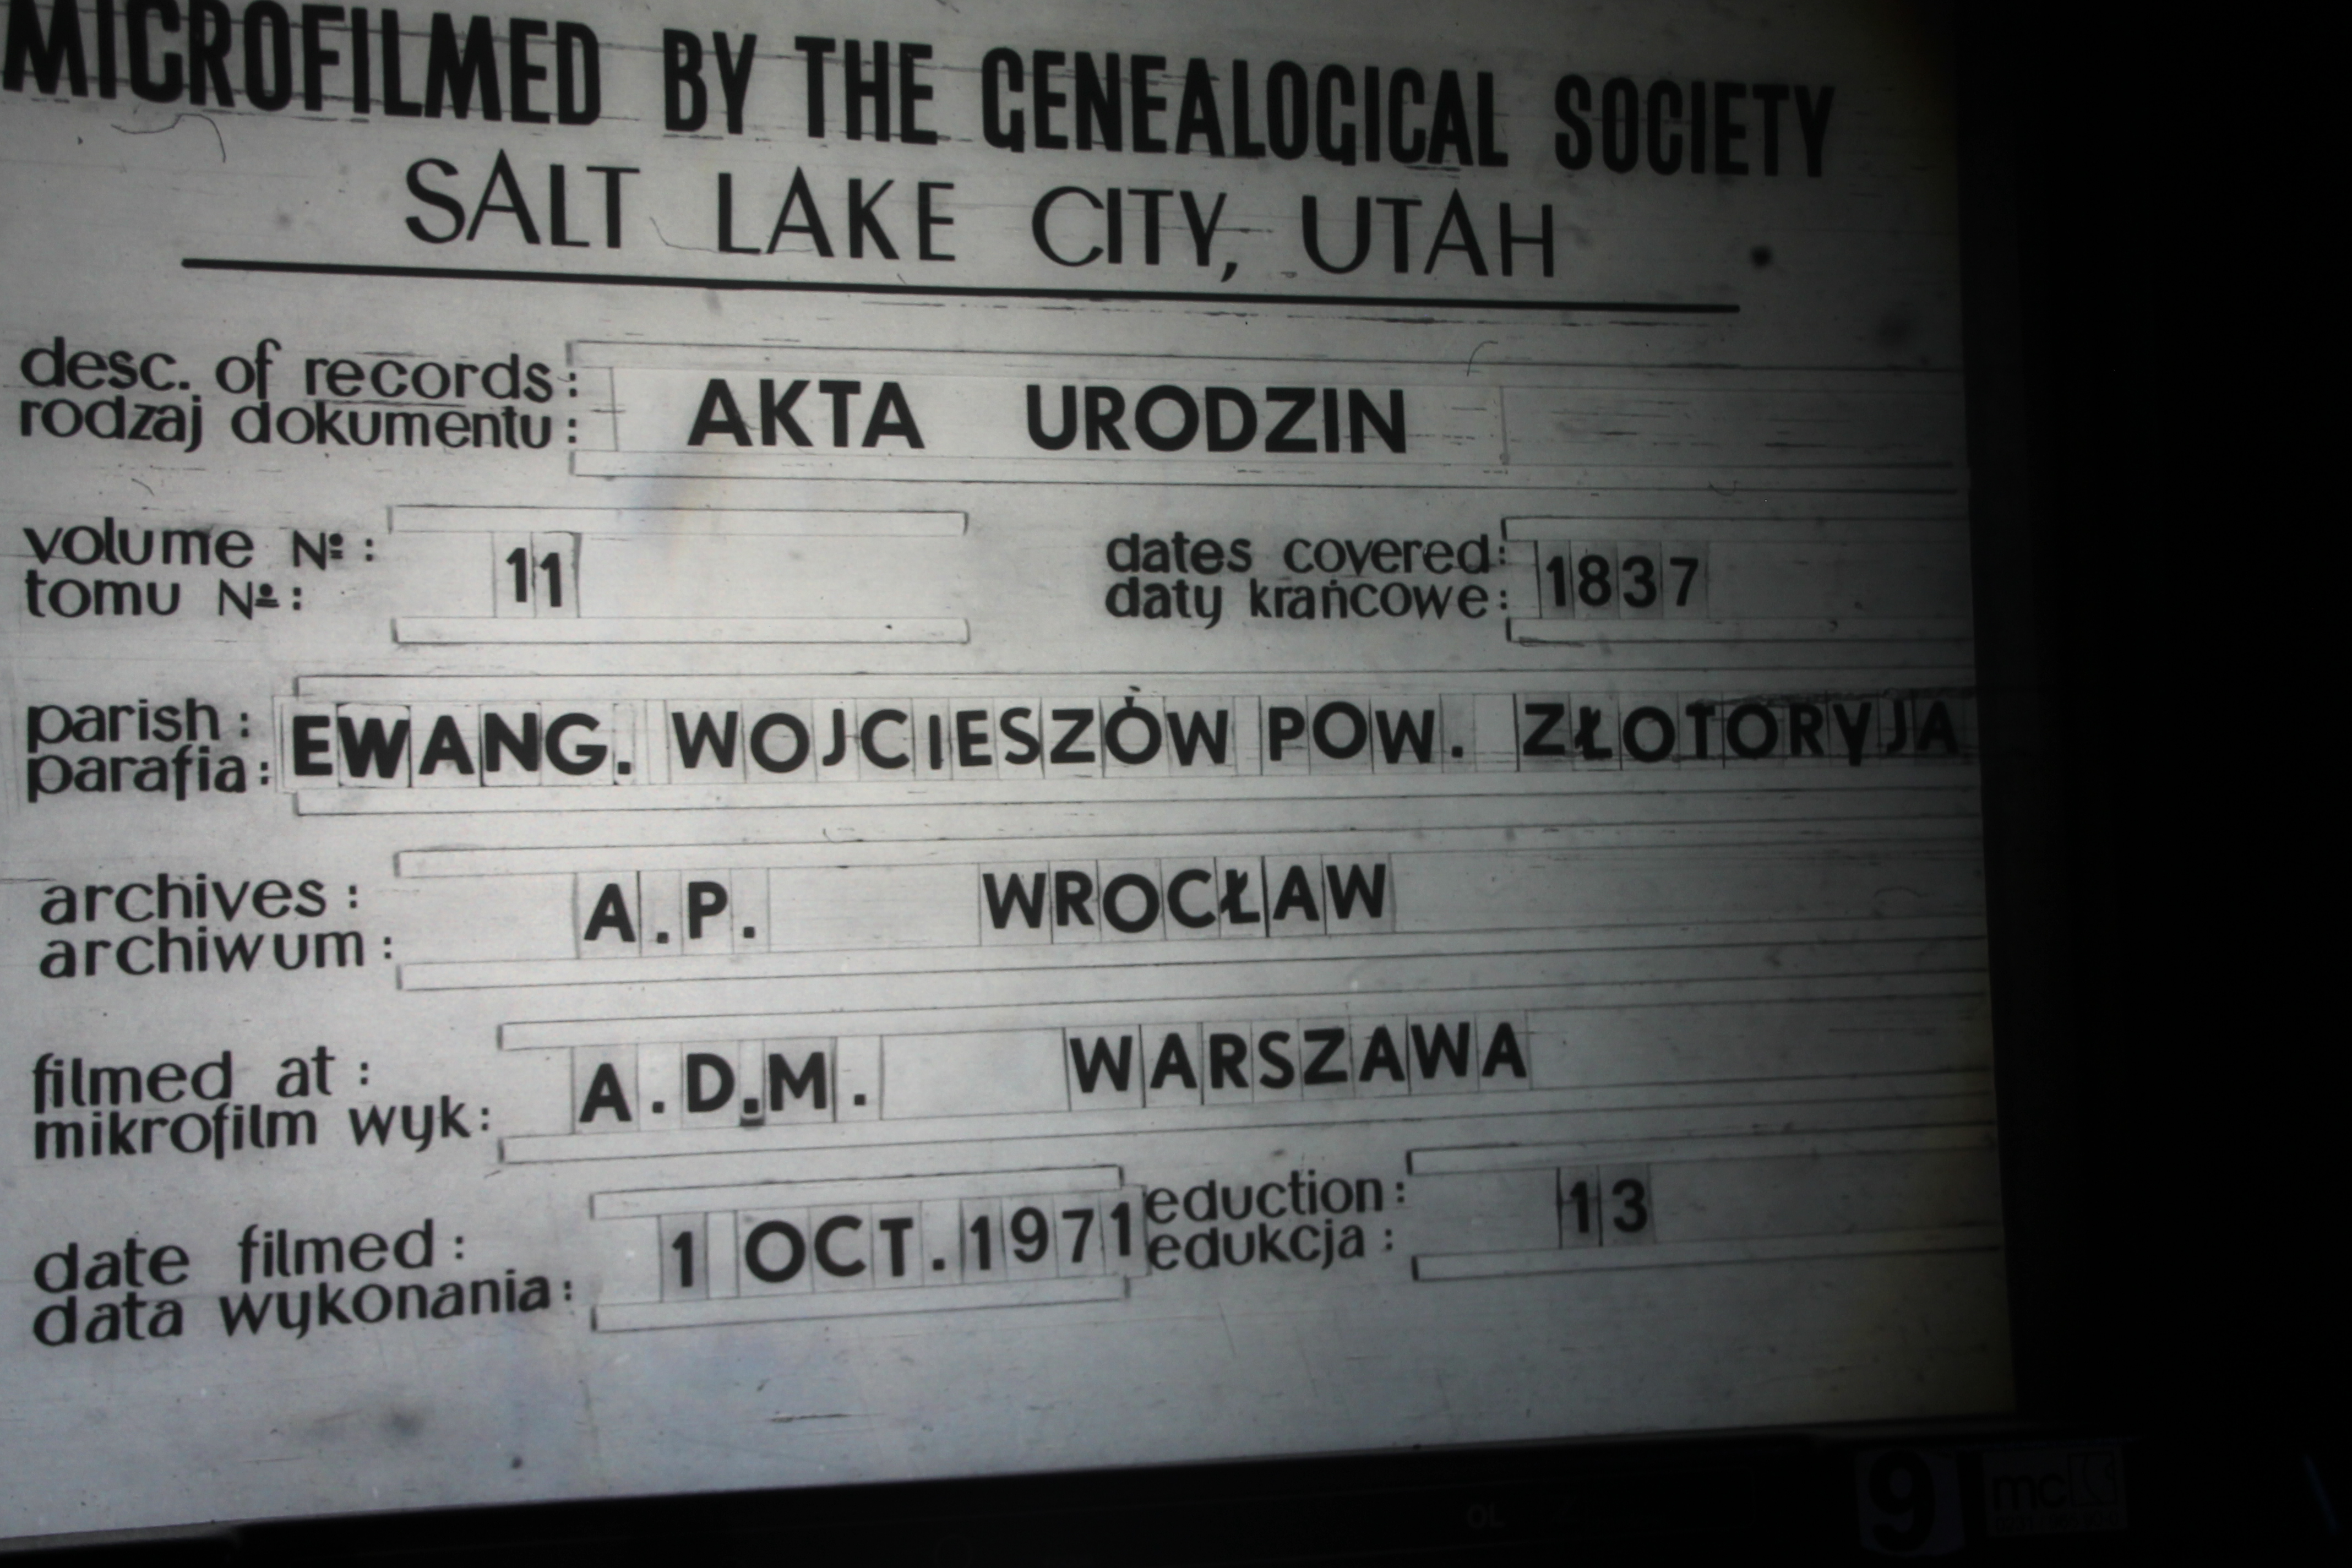 MICROFILMED BY THE GENEALOGICAL SOCIETY
SALT LAKE CITY, UTAH
desc. of records:
rodzaj dokumentu:
AKTA URODZIN
volume №:
tomu №:
11
dates covered:
daty krańcowe:
1837
parish:
parafia:
EWANG. WOJCIESZÓW POW. ZŁOTORYJA
archives:
archiwum:
A.P. WROCŁAW
filmed at:
mikrofilm wyk:
A.D.M. WARSZAWA
date filmed:
data wykonania:
1 OCT. 1971
eduction:
edukcja:
13
OL
9